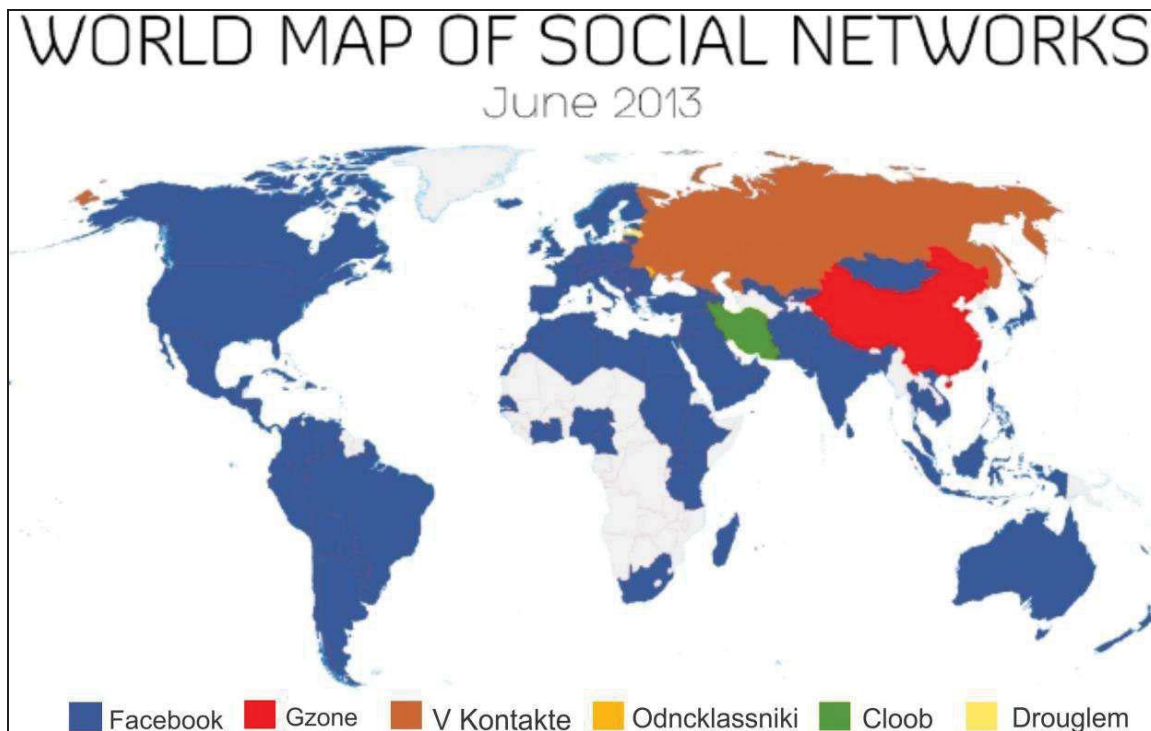 WORLD MAP OF SOCIAL NETWORKS
June 2013
Facebook Gzone V Kontakte Odncklassniki Cloob Drouglem